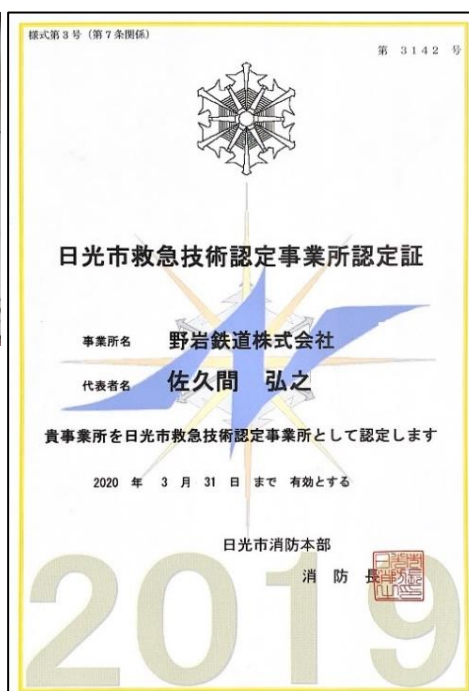 様式第3号（第7条関係）
第 3142 号
日光市救急技術認定事業所認定証
事業所名 野岩鉄道株式会社
代表者名 佐久間 弘之
貴事業所を日光市救急技術認定事業所として認定します
2020 年 3 月 31 日 まで 有効とする
日光市消防本部
消 防 長
2019